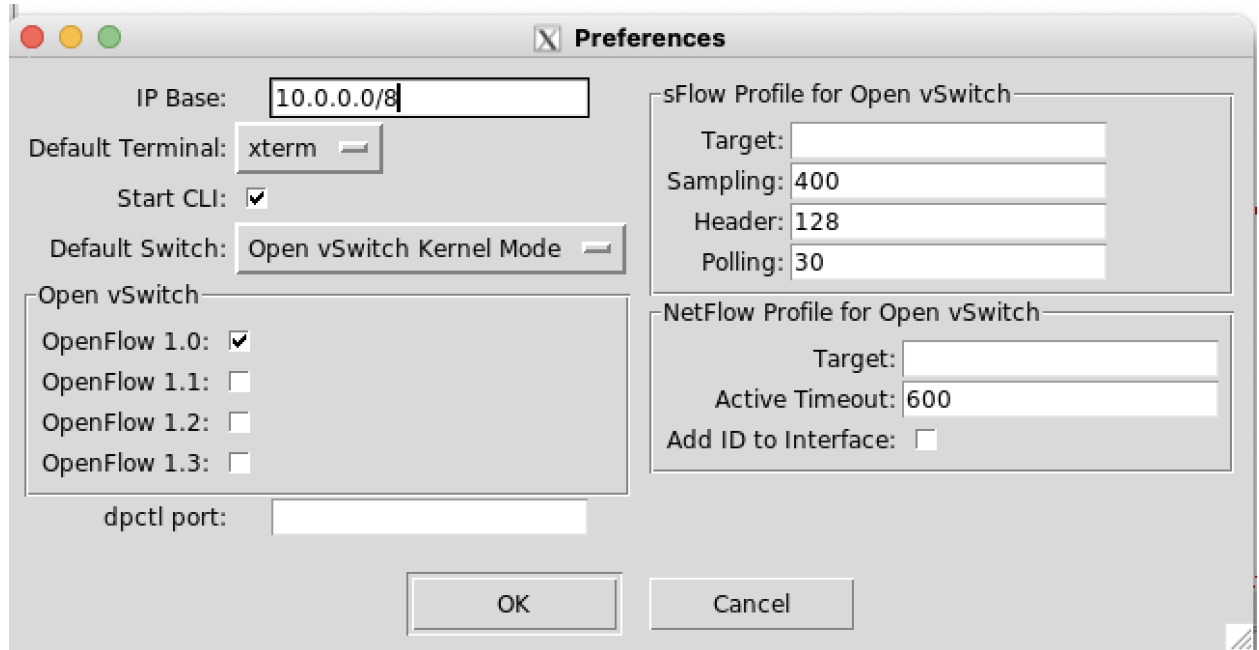 Preferences
IP Base: 10.0.0.0/8
Default Terminal: xterm
Start CLI:
Default Switch: Open vSwitch Kernel Mode
Open vSwitch
OpenFlow 1.0:
OpenFlow 1.1:
OpenFlow 1.2:
OpenFlow 1.3:
dpctl port:
sFlow Profile for Open vSwitch
Target:
Sampling: 400
Header: 128
Polling: 30
NetFlow Profile for Open vSwitch
Target:
Active Timeout: 600
Add ID to Interface:
OK
Cancel